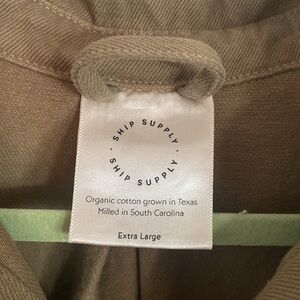 SHIP SUPPLY · SHIP SUPPLY ·
Organic cotton grown in Texas
Milled in South Carolina
Extra Large